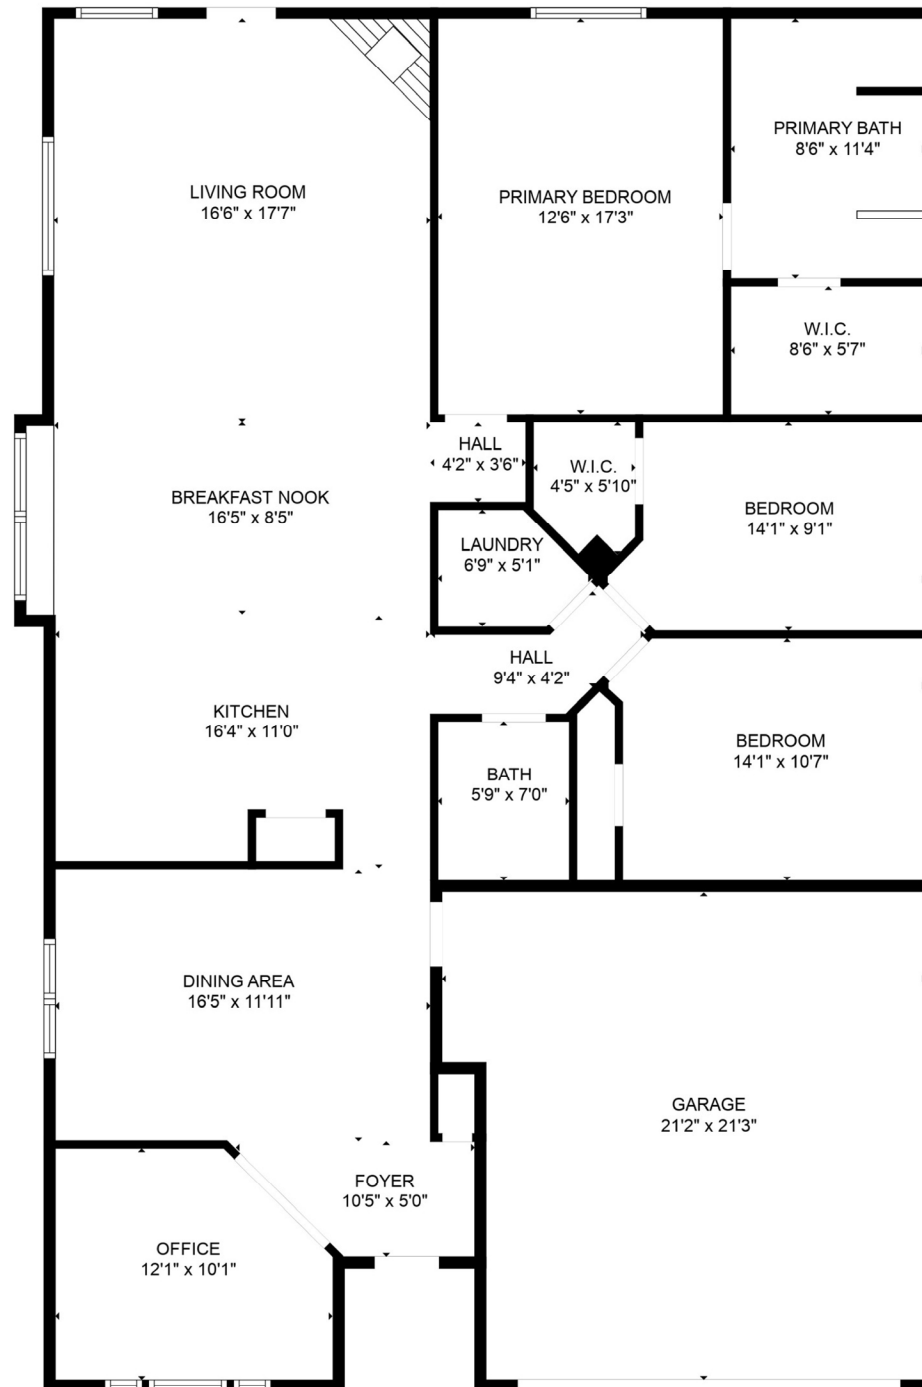 LIVING ROOM
16'6" x 17'7"
PRIMARY BEDROOM
12'6" x 17'3"
PRIMARY BATH
8'6" x 11'4"
W.I.C.
8'6" x 5'7"
HALL
4'2" x 3'6"
W.I.C.
4'5" x 5'10"
BREAKFAST NOOK
16'5" x 8'5"
BEDROOM
14'1" x 9'1"
LAUNDRY
6'9" x 5'1"
HALL
9'4" x 4'2"
KITCHEN
16'4" x 11'0"
BEDROOM
14'1" x 10'7"
BATH
5'9" x 7'0"
DINING AREA
16'5" x 11'11"
GARAGE
21'2" x 21'3"
FOYER
10'5" x 5'0"
OFFICE
12'1" x 10'1"